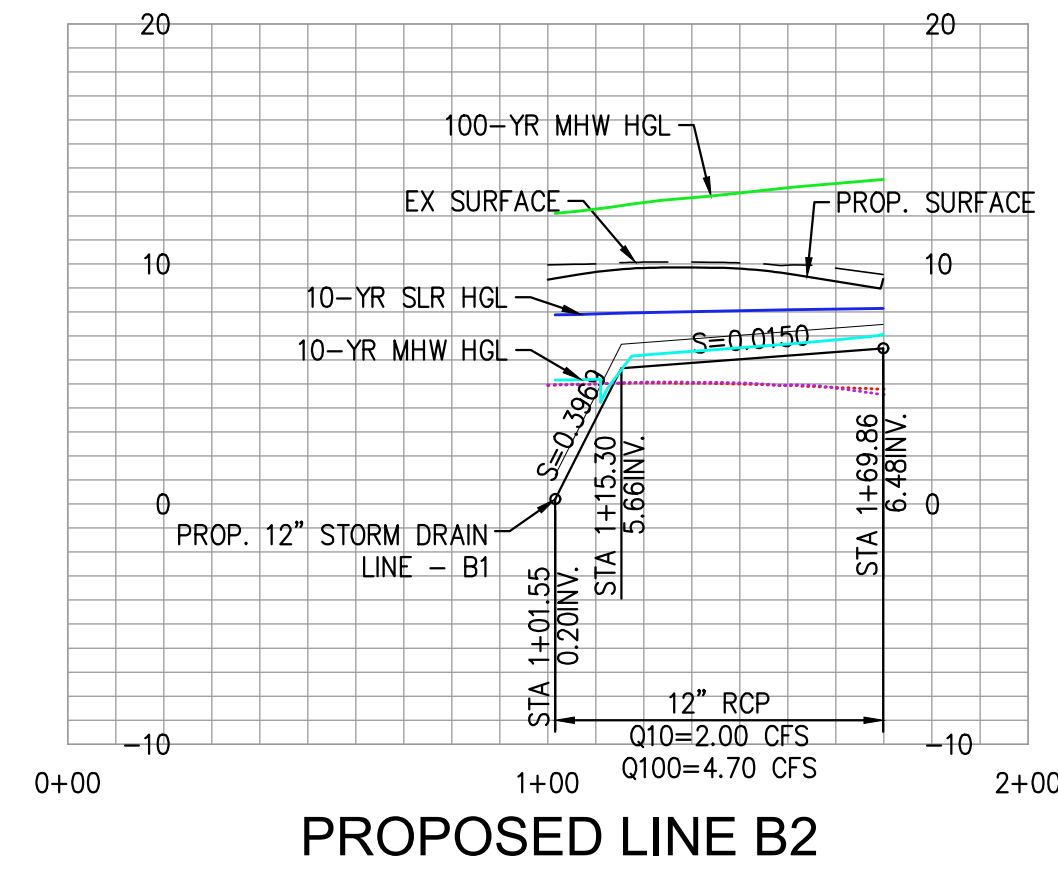 20
20
100-YR MHW HGL
EX SURFACE
PROP. SURFACE
10
10
10-YR SLR HGL
10-YR MHW HGL
S=0.0150
S=0.3969
STA 1+15.30
5.66INV.
STA 1+69.86
6.48INV.
0
0
PROP. 12" STORM DRAIN
LINE - B1
STA 1+01.55
0.20INV.
12" RCP
Q10=2.00 CFS
Q100=4.70 CFS
-10
-10
0+00
1+00
2+00
PROPOSED LINE B2